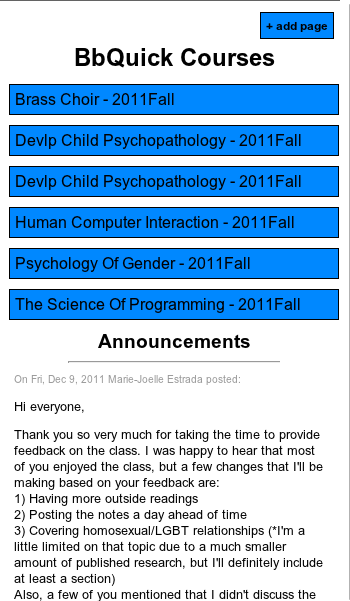 + add page
BbQuick Courses
Brass Choir - 2011Fall
Devlp Child Psychopathology - 2011Fall
Devlp Child Psychopathology - 2011Fall
Human Computer Interaction - 2011Fall
Psychology Of Gender - 2011Fall
The Science Of Programming - 2011Fall
Announcements
On Fri, Dec 9, 2011 Marie-Joelle Estrada posted:
Hi everyone,
Thank you so very much for taking the time to provide
feedback on the class. I was happy to hear that most
of you enjoyed the class, but a few changes that I'll be
making based on your feedback are:
1) Having more outside readings
2) Posting the notes a day ahead of time
3) Covering homosexual/LGBT relationships (*I'm a
little limited on that topic due to a much smaller
amount of published research, but I'll definitely include
at least a section)
Also, a few of you mentioned that I didn't discuss the